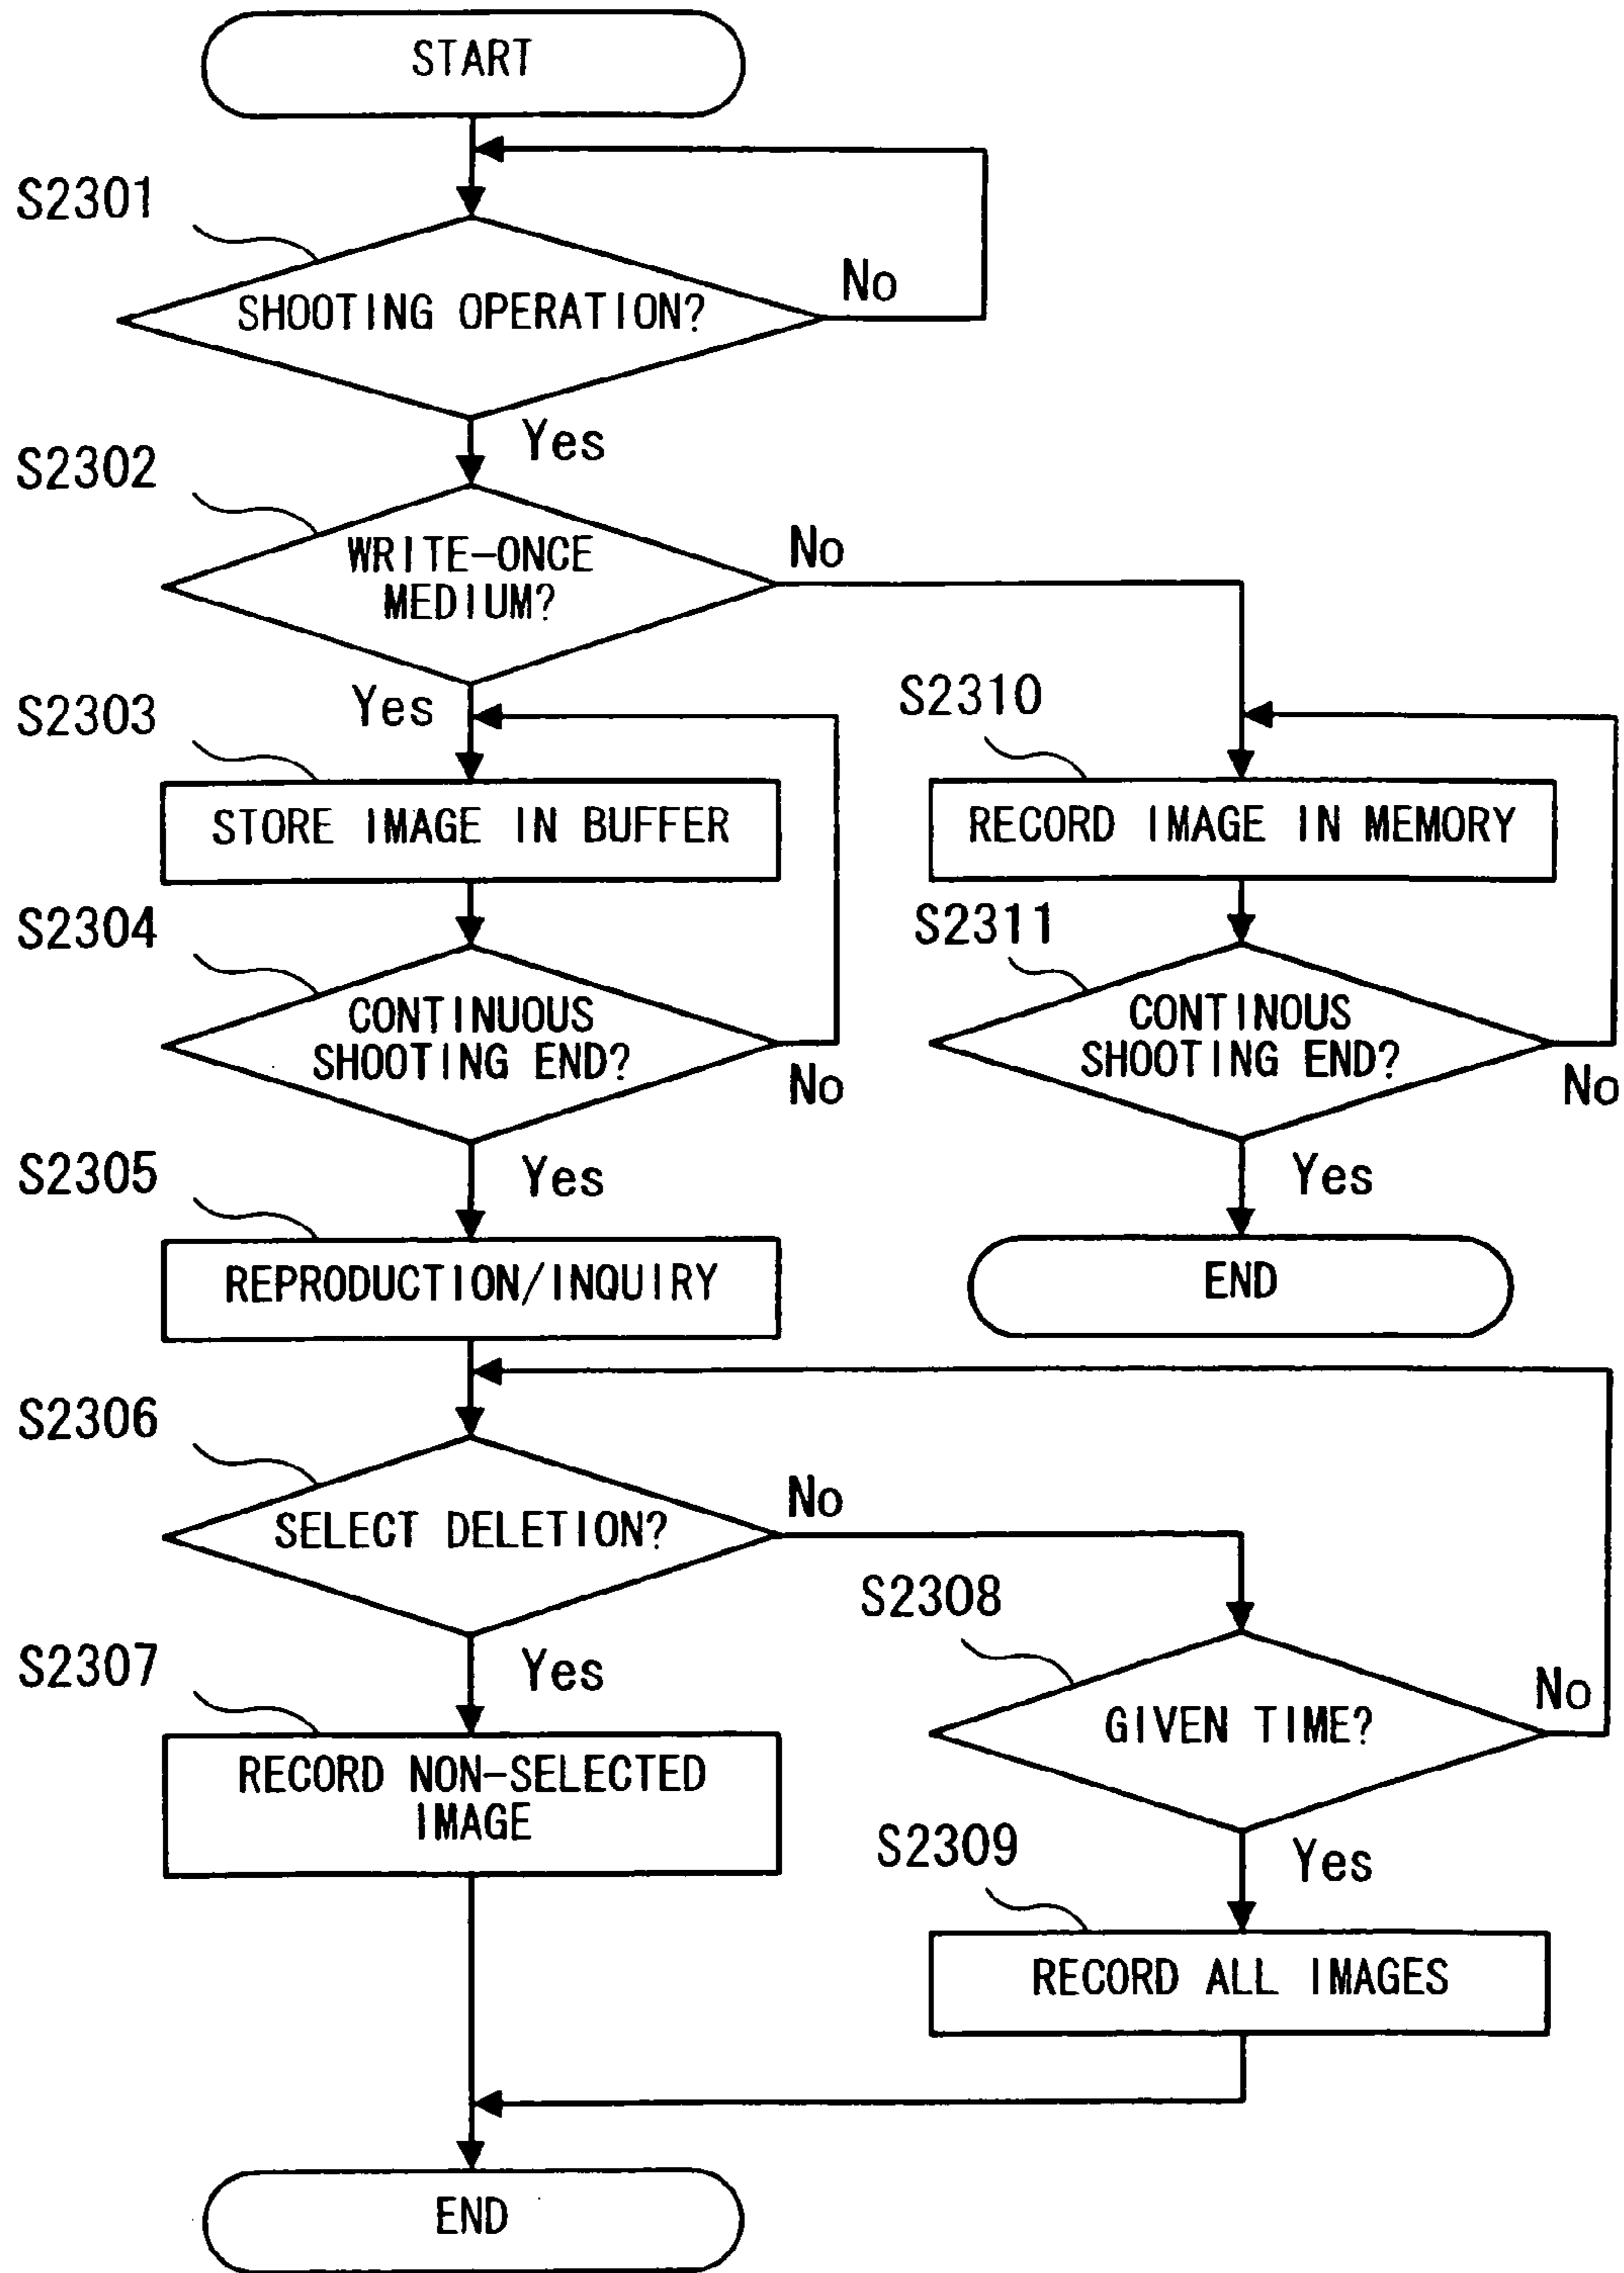 START
S2301
SHOOTING OPERATION?
No
Yes
S2302
WRITE-ONCE
MEDIUM?
No
Yes
S2303
STORE IMAGE IN BUFFER
S2310
RECORD IMAGE IN MEMORY
S2304
CONTINUOUS
SHOOTING END?
No
S2311
CONTINOUS
SHOOTING END?
No
Yes
Yes
S2305
REPRODUCTION/INQUIRY
END
S2306
SELECT DELETION?
No
Yes
S2308
GIVEN TIME?
No
S2307
RECORD NON-SELECTED
IMAGE
Yes
S2309
RECORD ALL IMAGES
END